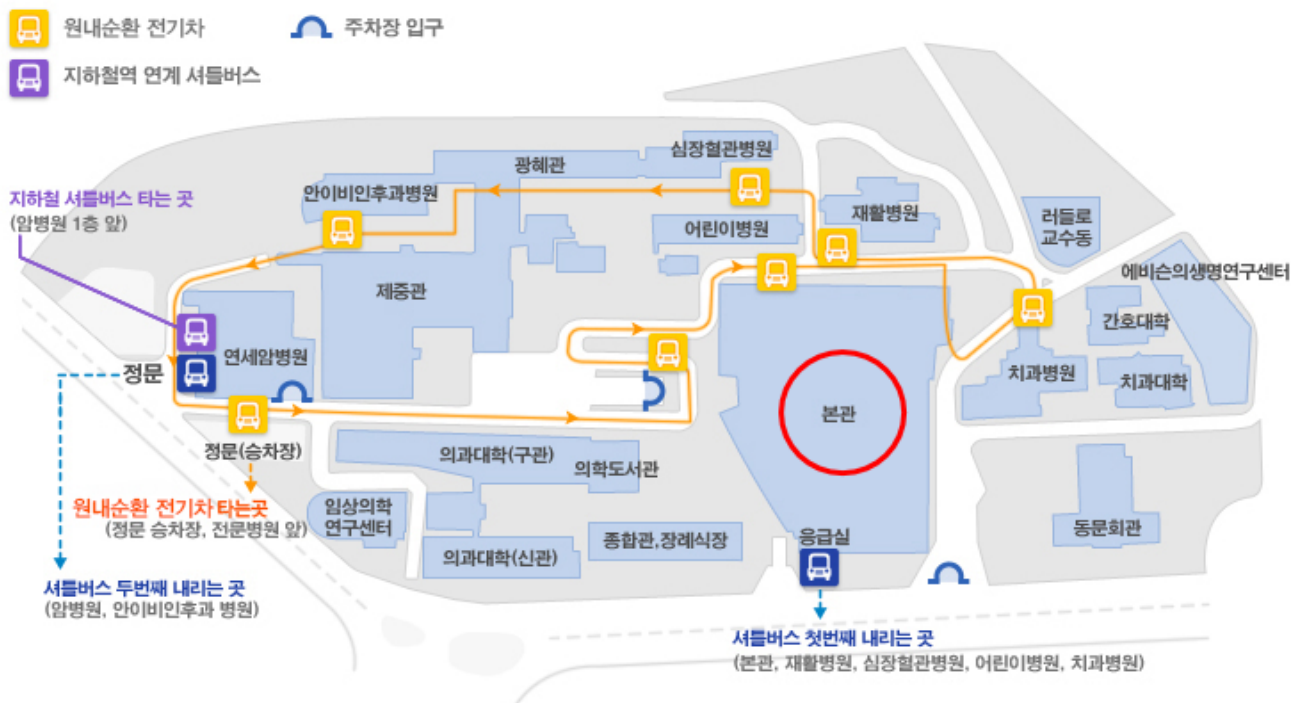 원내순환 전기차
주차장 입구
지하철역 연계 셔틀버스
심장혈관병원
광혜관
안이비인후과병원
지하철 셔틀버스 타는 곳
(암병원 1층 앞)
재활병원
어린이병원
러들로
교수동
에비슨의생명연구센터
제중관
간호대학
연세암병원
정문
치과병원
치과대학
본관
정문(승차장)
의과대학(구관)
의학도서관
원내순환 전기차 타는곳
(정문 승차장, 전문병원 앞)
임상의학
연구센터
종합관,장례식장
응급실
동문회관
의과대학(신관)
셔틀버스 두번째 내리는 곳
(암병원, 안이비인후과 병원)
셔틀버스 첫번째 내리는 곳
(본관, 재활병원, 심장혈관병원, 어린이병원, 치과병원)